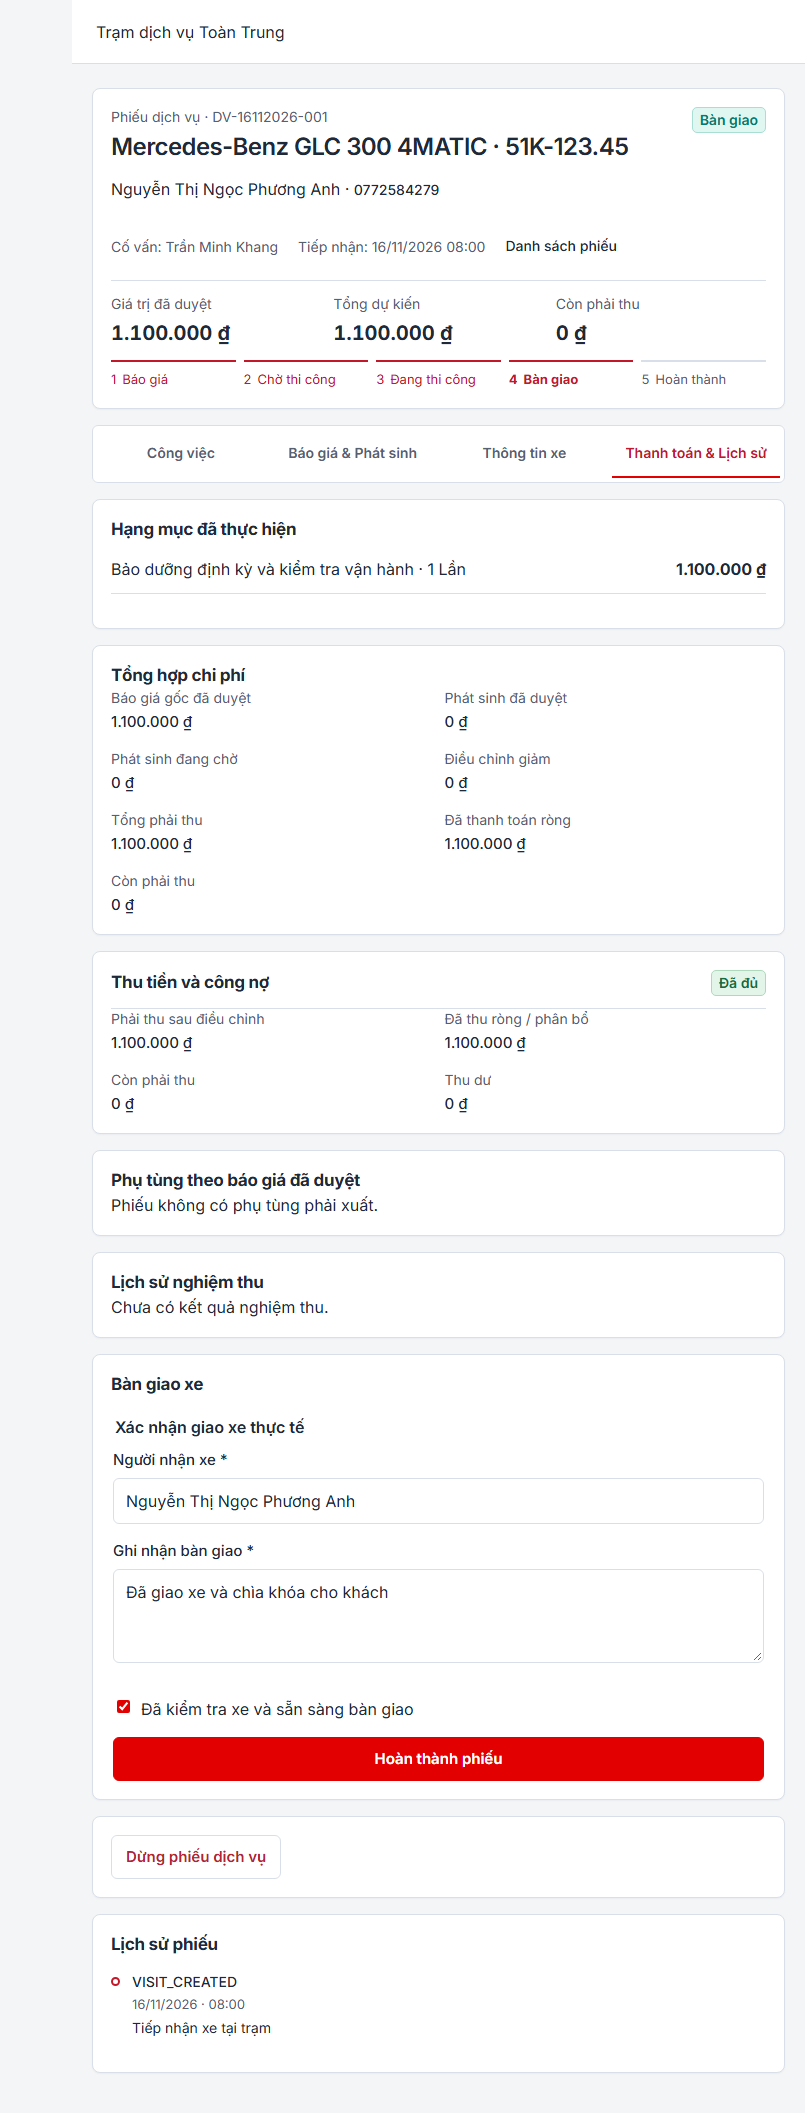 Trạm dịch vụ Toàn Trung
Phiếu dịch vụ · DV-16112026-001
Bàn giao
Mercedes-Benz GLC 300 4MATIC · 51K-123.45
Nguyễn Thị Ngọc Phương Anh · 0772584279
Cố vấn: Trần Minh Khang
Tiếp nhận: 16/11/2026 08:00
Danh sách phiếu
Giá trị đã duyệt
Tổng dự kiến
Còn phải thu
1.100.000 ₫
1.100.000 ₫
0 ₫
1 Báo giá
2 Chờ thi công
3 Đang thi công
4 Bàn giao
5 Hoàn thành
Công việc
Báo giá & Phát sinh
Thông tin xe
Thanh toán & Lịch sử
Hạng mục đã thực hiện
Bảo dưỡng định kỳ và kiểm tra vận hành · 1 Lần
1.100.000 ₫
Tổng hợp chi phí
Báo giá gốc đã duyệt
Phát sinh đã duyệt
1.100.000 ₫
0 ₫
Phát sinh đang chờ
Điều chỉnh giảm
0 ₫
0 ₫
Tổng phải thu
Đã thanh toán ròng
1.100.000 ₫
1.100.000 ₫
Còn phải thu
0 ₫
Thu tiền và công nợ
Đã đủ
Phải thu sau điều chỉnh
Đã thu ròng / phân bổ
1.100.000 ₫
1.100.000 ₫
Còn phải thu
Thu dư
0 ₫
0 ₫
Phụ tùng theo báo giá đã duyệt
Phiếu không có phụ tùng phải xuất.
Lịch sử nghiệm thu
Chưa có kết quả nghiệm thu.
Bàn giao xe
Xác nhận giao xe thực tế
Người nhận xe *
Nguyễn Thị Ngọc Phương Anh
Ghi nhận bàn giao *
Đã giao xe và chìa khóa cho khách
Đã kiểm tra xe và sẵn sàng bàn giao
Hoàn thành phiếu
Dừng phiếu dịch vụ
Lịch sử phiếu
VISIT_CREATED
16/11/2026 · 08:00
Tiếp nhận xe tại trạm